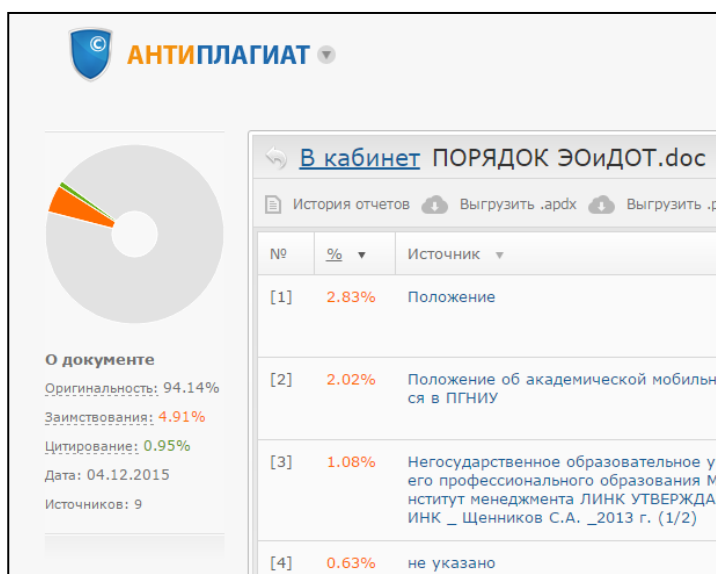 ©
АНТИПЛАГИАТ
В кабинет ПОРЯДОК ЭОиДОТ.doc
История отчетов Выгрузить .apdx Выгрузить .p
№ % Источник
[1] 2.83% Положение
[2] 2.02% Положение об академической мобильн
ся в ПГНИУ
[3] 1.08% Негосударственное образовательное у
его профессионального образования М
нститут менеджмента ЛИНК УТВЕРЖДА
ИНК _ Щенников С.А. _2013 г. (1/2)
[4] 0.63% не указано
О документе
Оригинальность: 94.14%
Заимствования: 4.91%
Цитирование: 0.95%
Дата: 04.12.2015
Источников: 9